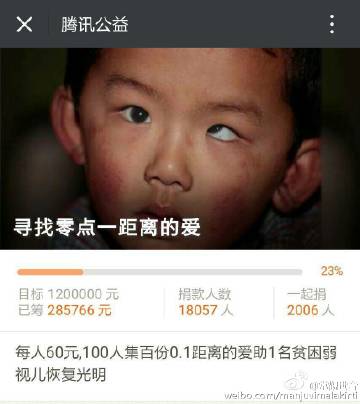 腾讯公益
寻找零点一距离的爱
23%
目标 1200000 元
已筹 285766 元
捐款人数
18057 人
一起捐
2006 人
每人60元,100人集百份0.1距离的爱助1名贫困弱
视儿恢复光明
weibo.com/manjuvimalakirti